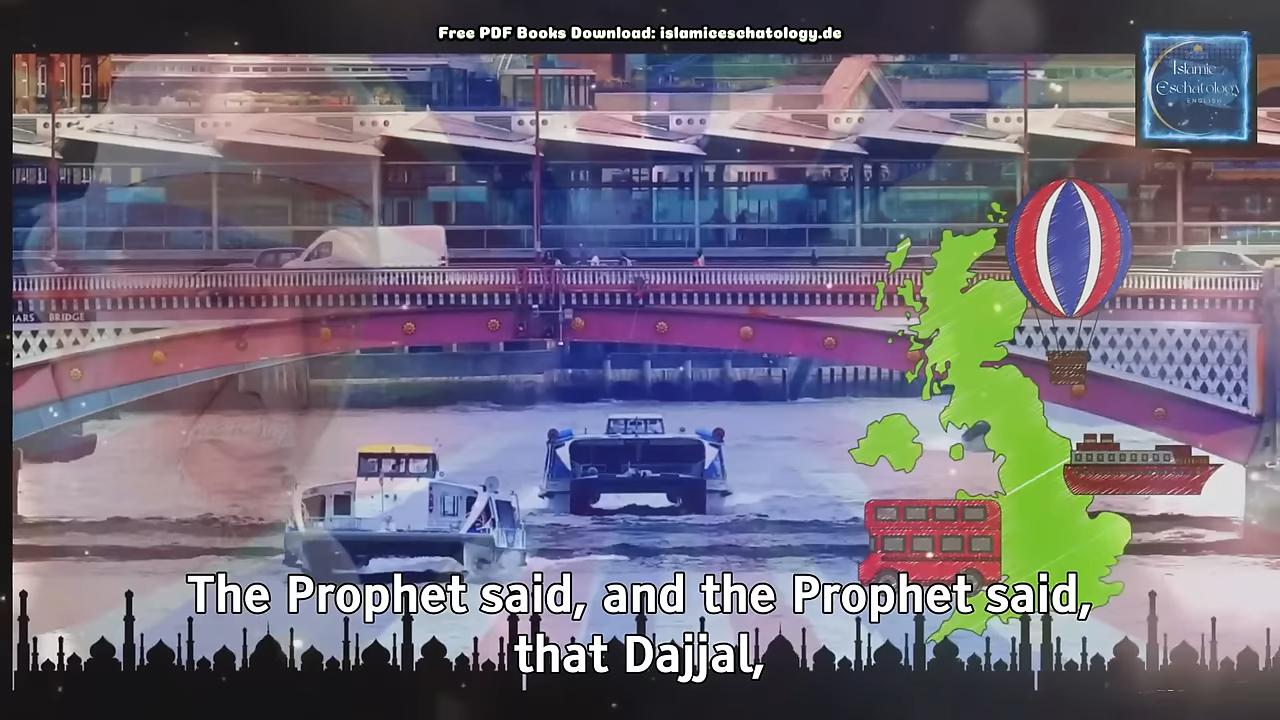 Free PDF Books Download: islamiceschatology.de
Islamic
Eschatology
ENGLISH
ARS BRIDGE
The Prophet said, and the Prophet said,
that Dajjal,